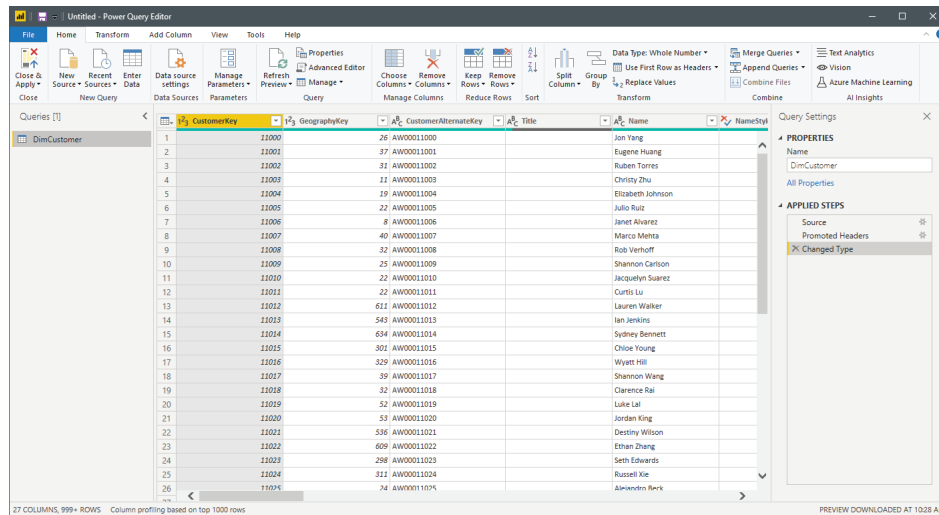 Untitled - Power Query Editor
File Home Transform Add Column View Tools Help
Close & Apply
New Source
Recent Sources
Enter Data
Data source settings
Manage Parameters
Refresh Preview
Properties
Advanced Editor
Manage
Choose Columns
Remove Columns
Keep Rows
Remove Rows
Split Column
Group By
Data Type: Whole Number
Use First Row as Headers
Replace Values
Merge Queries
Append Queries
Combine Files
Text Analytics
Vision
Azure Machine Learning
Close New Query Data Sources Parameters Query Manage Columns Reduce Rows Sort Transform Combine AI Insights
Queries [1]
DimCustomer
CustomerKey GeographyKey CustomerAlternateKey Title Name
1 11000 26 AW00011000 Jon Yang
2 11001 37 AW00011001 Eugene Huang
3 11002 31 AW00011002 Ruben Torres
4 11003 11 AW00011003 Christy Zhu
5 11004 19 AW00011004 Elizabeth Johnson
6 11005 22 AW00011005 Julio Ruiz
7 11006 8 AW00011006 Janet Alvarez
8 11007 40 AW00011007 Marco Mehta
9 11008 32 AW00011008 Rob Verhoff
10 11009 25 AW00011009 Shannon Carlson
11 11010 22 AW00011010 Jacquelyn Suarez
12 11011 22 AW00011011 Curtis Lu
13 11012 611 AW00011012 Lauren Walker
14 11013 543 AW00011013 Ian Jenkins
15 11014 634 AW00011014 Sydney Bennett
16 11015 301 AW00011015 Chloe Young
17 11016 329 AW00011016 Wyatt Hill
18 11017 39 AW00011017 Shannon Wang
19 11018 32 AW00011018 Clarence Rai
20 11019 52 AW00011019 Luke Lal
21 11020 53 AW00011020 Jordan King
22 11021 536 AW00011021 Destiny Wilson
23 11022 609 AW00011022 Ethan Zhang
24 11023 298 AW00011023 Seth Edwards
25 11024 311 AW00011024 Russell Xie
26 11025 24 AW00011025 Alejandro Beck
Query Settings
PROPERTIES
Name
DimCustomer
All Properties
APPLIED STEPS
Source
Promoted Headers
Changed Type
27 COLUMNS, 999+ ROWS Column profiling based on top 1000 rows
PREVIEW DOWNLOADED AT 10:28 A